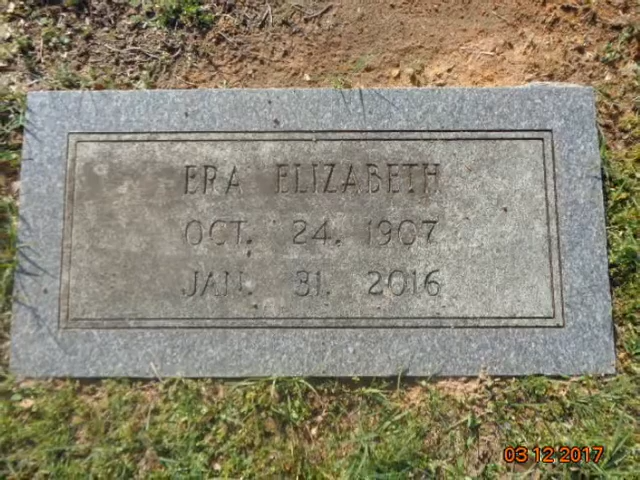 ERA ELIZABETH
OCT. 24. 1907
JAN. 31. 2016
03 12 2017